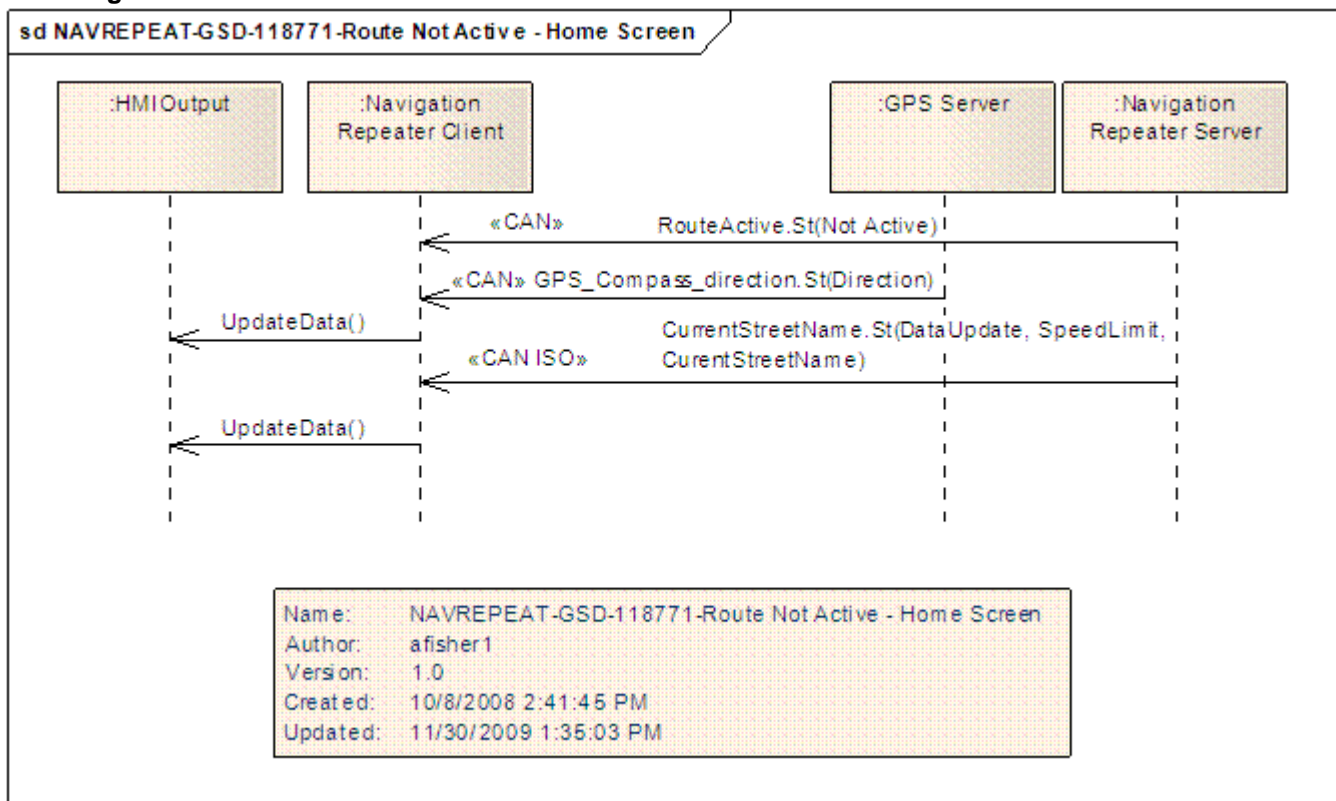 sd NAVREPEAT-GSD-118771-Route Not Active - Home Screen
:HMI Output
:Navigation
Repeater Client
:GPS Server
:Navigation
Repeater Server
«CAN» RouteActive.St(Not Active)
«CAN» GPS_Compass_direction.St(Direction)
UpdateData()
CurrentStreetName.St(DataUpdate, SpeedLimit,
«CAN ISO» CurentStreetName)
UpdateData()
Name: NAVREPEAT-GSD-118771-Route Not Active - Home Screen
Author: afisher1
Version: 1.0
Created: 10/8/2008 2:41:45 PM
Updated: 11/30/2009 1:35:03 PM